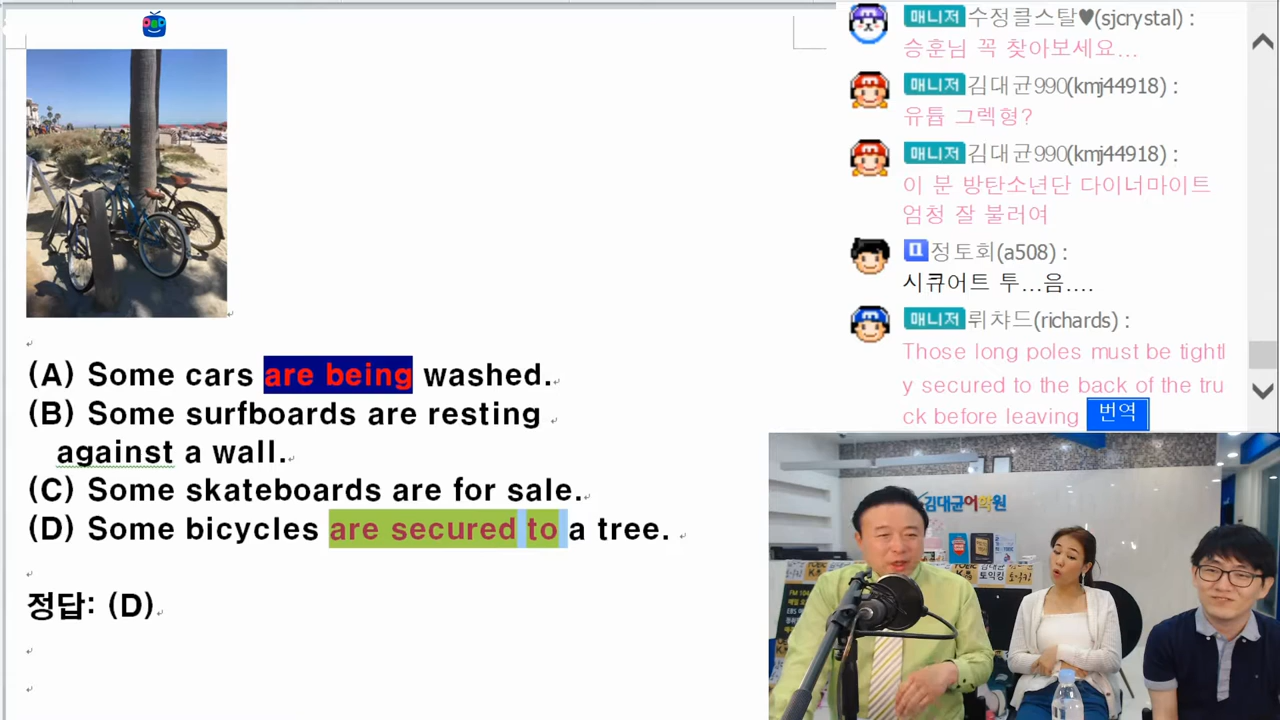 (A) Some cars are being washed.
(B) Some surfboards are resting
against a wall.
(C) Some skateboards are for sale.
(D) Some bicycles are secured to a tree.
정답: (D)
매니저 수정클스탈♥(sjcrystal) :
승훈님 꼭 찾아보세요...
매니저 김대균990(kmj44918) :
유튭 그렉형?
매니저 김대균990(kmj44918) :
이 분 방탄소년단 다이너마이트
엄청 잘 불러여
정토회(a508) :
시큐어트 투...음....
매니저 뤼챠드(richards) :
Those long poles must be tightl
y secured to the back of the tru
ck before leaving 번역
김대균어학원
토익킹